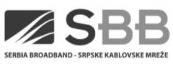 SBB
SERBIA BROADBAND - SRPSKE KABLOVSKE MREŽE